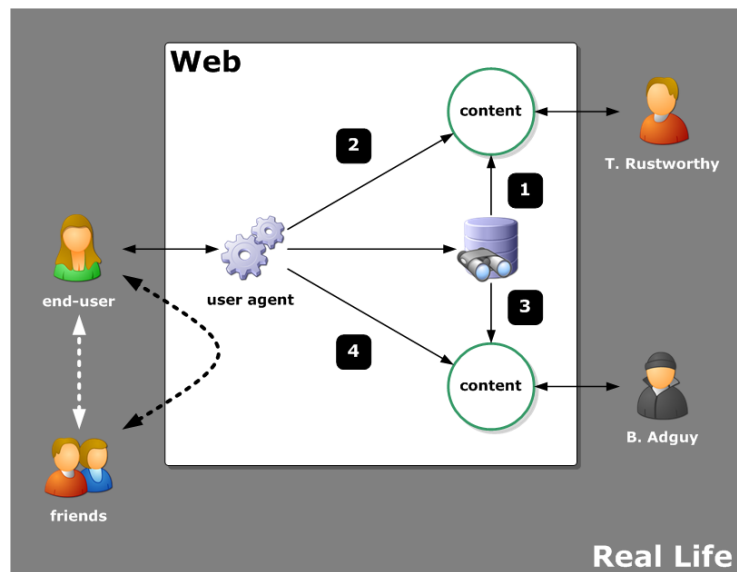 Web
content
2
T. Rustworthy
1
end-user
user agent
3
4
content
B. Adguy
friends
Real Life